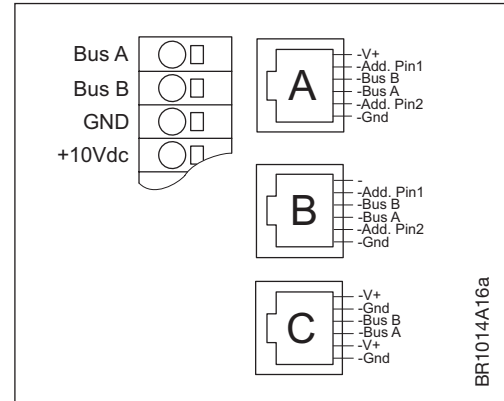 Bus A
Bus B
GND
+10Vdc
A
-V+
-Add. Pin1
-Bus B
-Bus A
-Add. Pin2
-Gnd
B
-
-Add. Pin1
-Bus B
-Bus A
-Add. Pin2
-Gnd
C
-V+
-Gnd
-Bus B
-Bus A
-V+
-Gnd
BR1014A16a